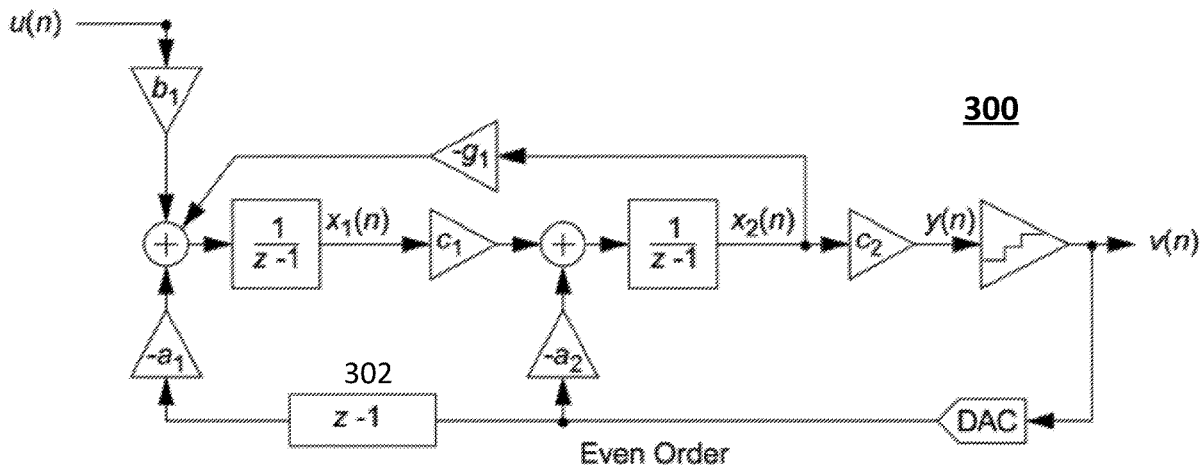 u(n)
b₁
300
-g₁
+
1
z -1
x₁(n)
c₁
+
1
z -1
x₂(n)
c₂
y(n)
v(n)
-a₁
302
z -1
-a₂
DAC
Even Order